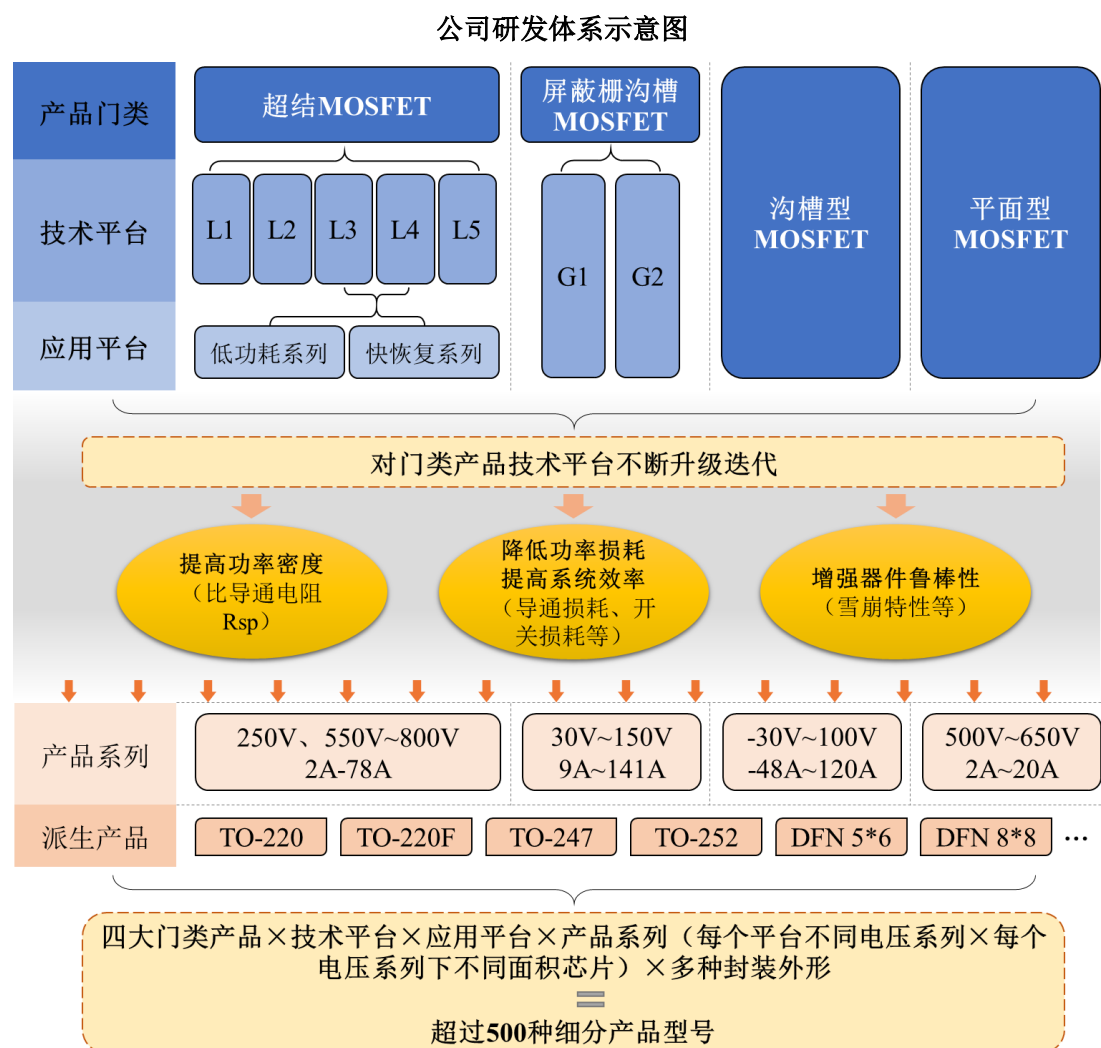 公司研发体系示意图
产品门类
超结MOSFET
屏蔽栅沟槽
MOSFET
沟槽型
MOSFET
平面型
MOSFET
技术平台
L1
L2
L3
L4
L5
G1
G2
应用平台
低功耗系列
快恢复系列
对门类产品技术平台不断升级迭代
提高功率密度
（比导通电阻
Rsp）
降低功率损耗
提高系统效率
（导通损耗、开
关损耗等）
增强器件鲁棒性
（雪崩特性等）
产品系列
250V、550V~800V
2A-78A
30V~150V
9A~141A
-30V~100V
-48A~120A
500V~650V
2A~20A
派生产品
TO-220
TO-220F
TO-247
TO-252
DFN 5*6
DFN 8*8
···
四大门类产品×技术平台×应用平台×产品系列（每个平台不同电压系列×每个
电压系列下不同面积芯片）×多种封装外形
=
超过500种细分产品型号